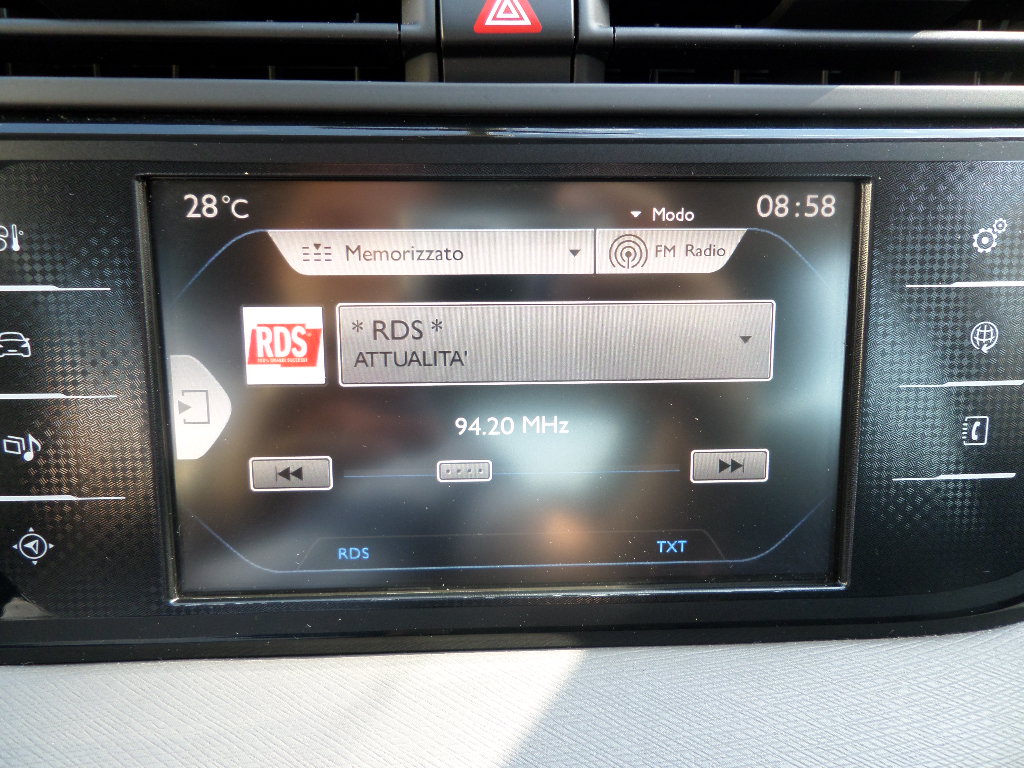 28°C
Modo
08:58
Memorizzato
FM Radio
RDS
* RDS *
ATTUALITA'
94.20 MHz
RDS
TXT